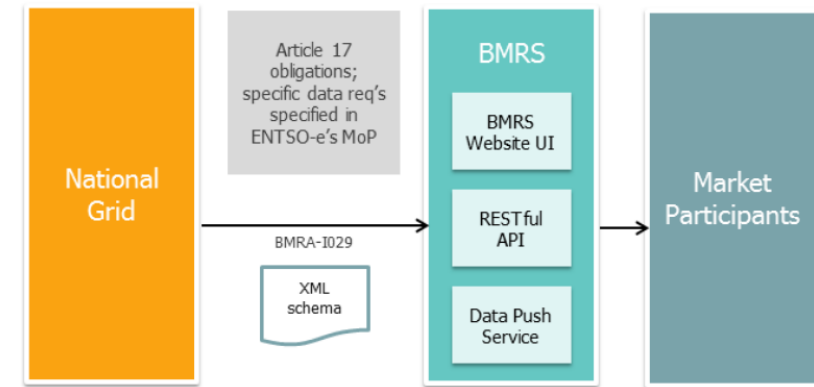 National
Grid
Article 17
obligations;
specific data req's
specified in
ENTSO-e's MoP
BMRA-I029
XML
schema
BMRS
BMRS
Website UI
RESTful
API
Data Push
Service
Market
Participants